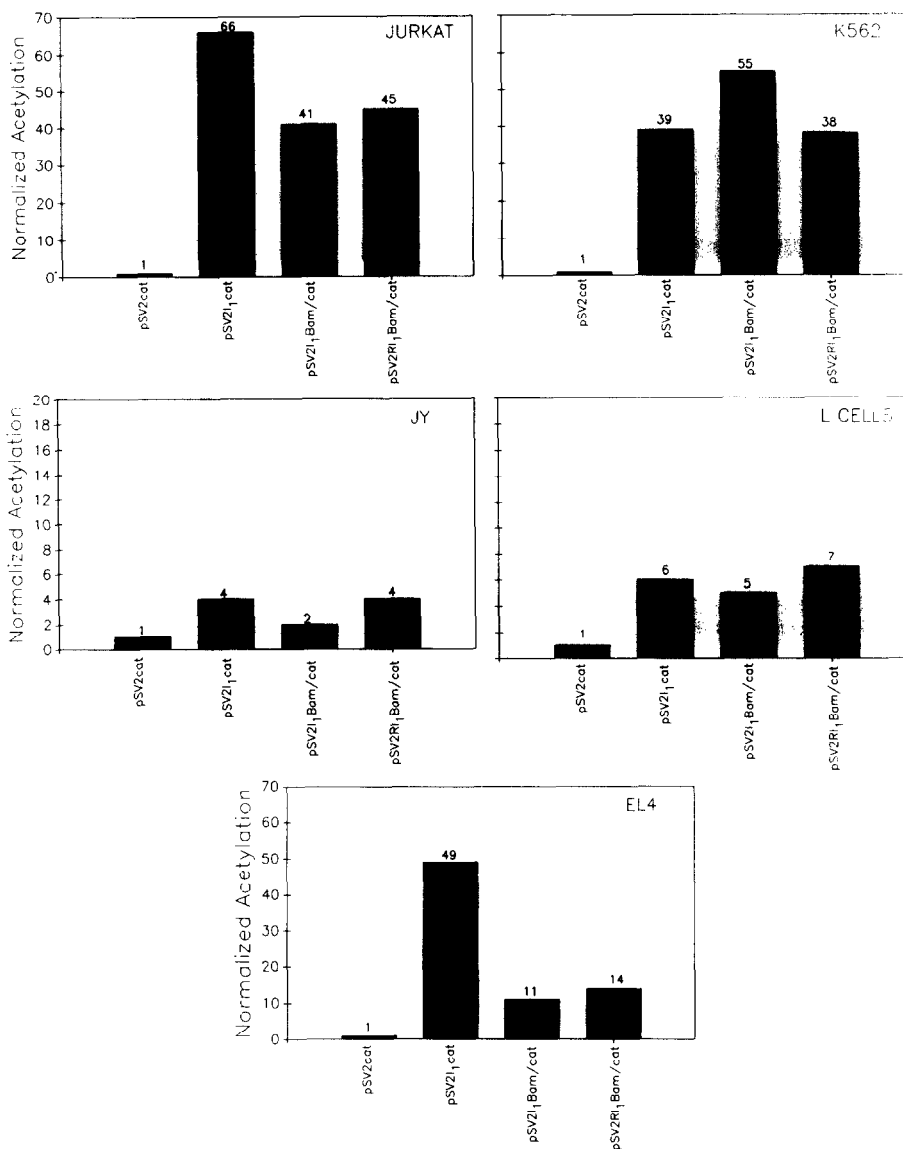 JURKAT
Normalized Acetylation
70
60
50
40
30
20
10
0
1
66
41
45
pSV2cat
pSV2I₁cat
pSV2I₁Bam/cat
pSV2RI₁Bam/cat
K562
1
39
55
38
pSV2cat
pSV2I₁cat
pSV2I₁Bam/cat
pSV2RI₁Bam/cat
JY
Normalized Acetylation
20
18
16
14
12
10
8
6
4
2
0
1
4
2
4
pSV2cat
pSV2I₁cat
pSV2I₁Bam/cat
pSV2RI₁Bam/cat
L CELLS
1
6
5
7
pSV2cat
pSV2I₁cat
pSV2I₁Bam/cat
pSV2RI₁Bam/cat
EL4
Normalized Acetylation
70
60
50
40
30
20
10
0
1
49
11
14
pSV2cat
pSV2I₁cat
pSV2I₁Bam/cat
pSV2RI₁Bam/cat